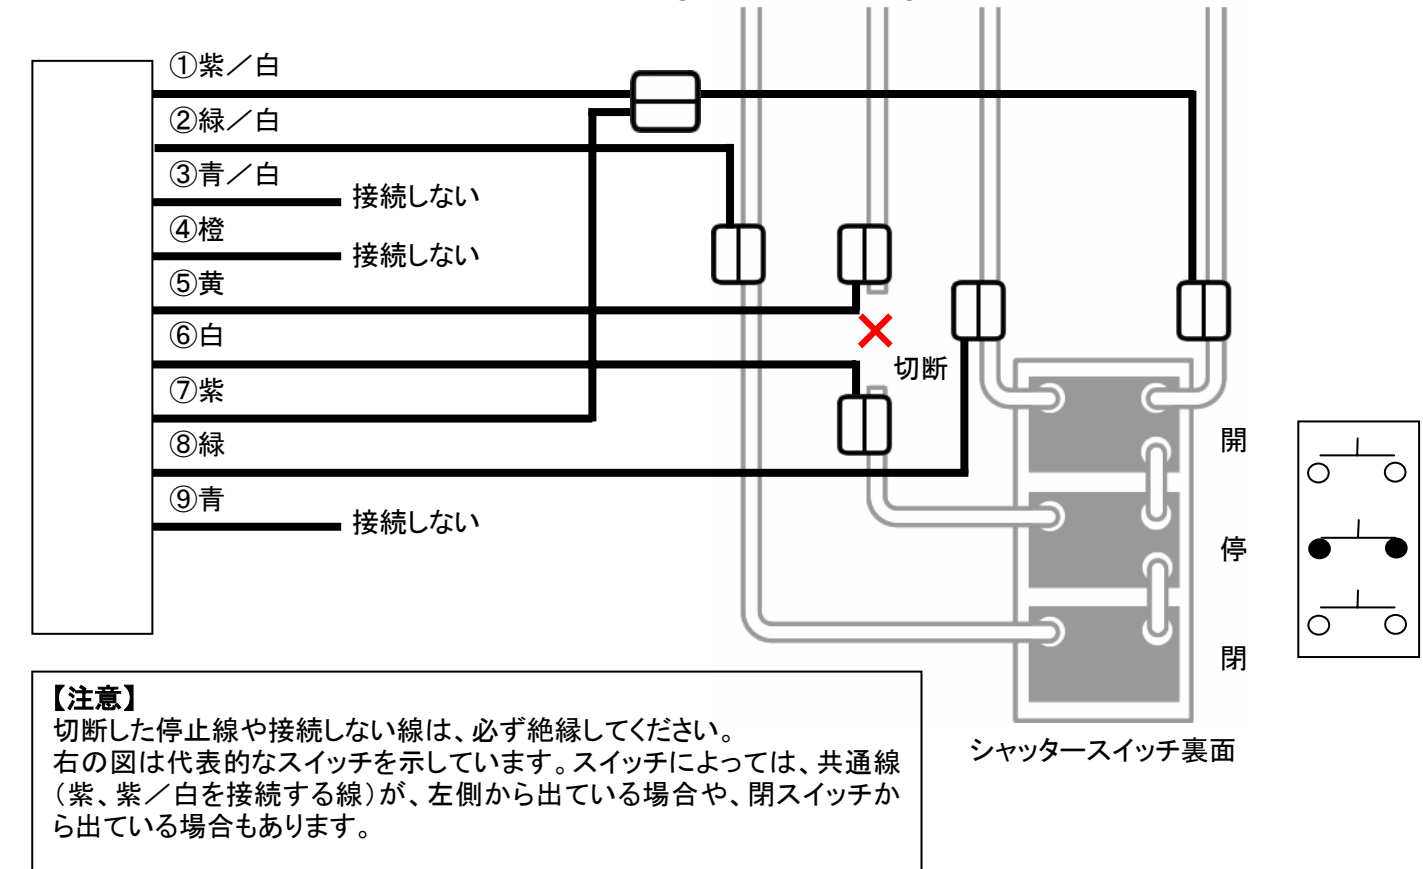 ①紫／白
②緑／白
③青／白
接続しない
④橙
接続しない
⑤黄
⑥白
切断
⑦紫
⑧緑
開
⑨青
接続しない
停
閉
シャッタースイッチ裏面
【注意】
切断した停止線や接続しない線は、必ず絶縁してください。
右の図は代表的なスイッチを示しています。スイッチによっては、共通線
（紫、紫／白を接続する線）が、左側から出ている場合や、閉スイッチか
ら出ている場合もあります。